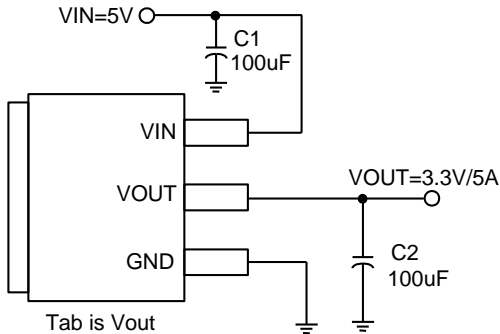 VIN=5V
C1
100uF
VIN
VOUT
VOUT=3.3V/5A
GND
C2
100uF
Tab is Vout